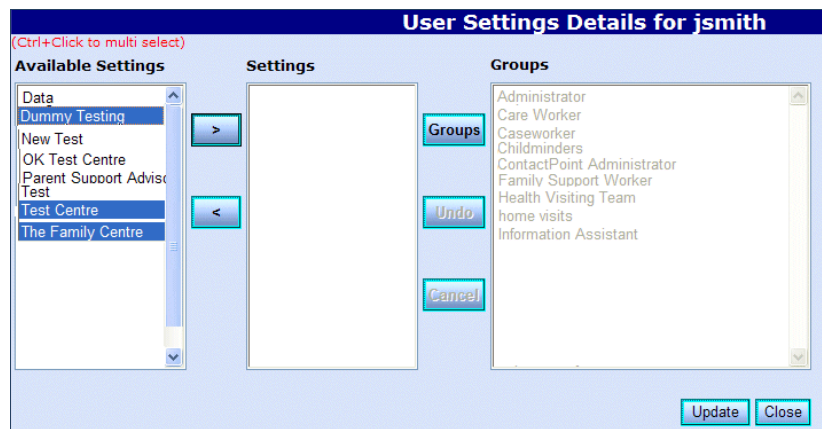 User Settings Details for jsmith
(Ctrl+Click to multi select)
Available Settings
Settings
Groups
Data
Dummy Testing
New Test
OK Test Centre
Parent Support Adviso
Test
Test Centre
The Family Centre
>
<
Groups
Undo
Cancel
Administrator
Care Worker
Caseworker
Childminders
ContactPoint Administrator
Family Support Worker
Health Visiting Team
home visits
Information Assistant
Update
Close